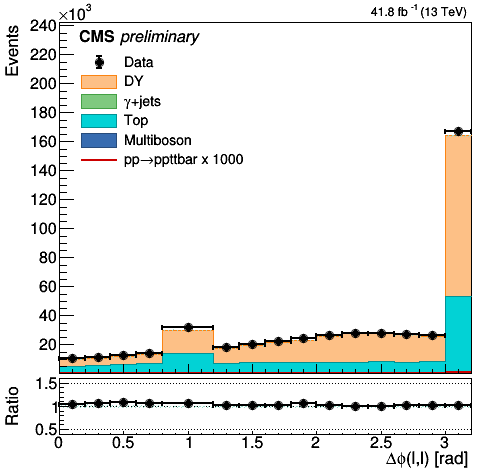 ×10³
41.8 fb⁻¹ (13 TeV)
CMS preliminary
Data
DY
γ+jets
Top
Multiboson
pp→ppttbar x 1000
Events
240
220
200
180
160
140
120
100
80
60
40
20
Ratio
1.5
1
0.5
0 0.5 1 1.5 2 2.5 3
Δϕ(l,l) [rad]